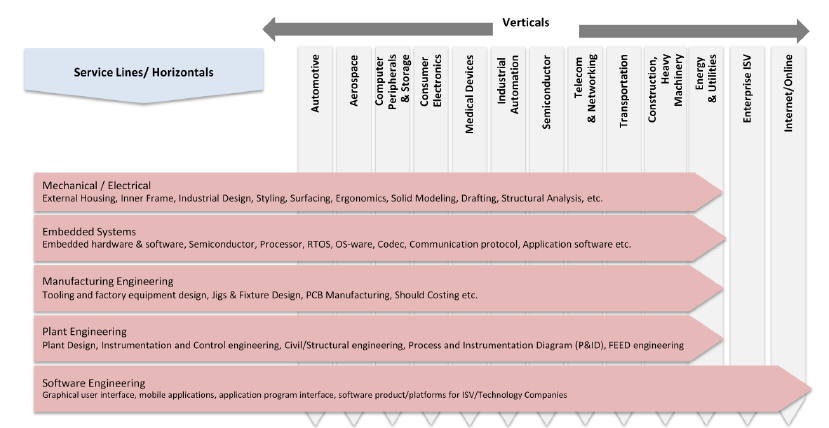 Verticals
Service Lines/ Horizontals
Automotive
Aerospace
Computer
Peripherals
& Storage
Consumer
Electronics
Medical Devices
Industrial
Automation
Semiconductor
Telecom
& Networking
Transportation
Construction,
Heavy
Machinery
Energy
& Utilities
Enterprise ISV
Internet/Online
Mechanical / Electrical
External Housing, Inner Frame, Industrial Design, Styling, Surfacing, Ergonomics, Solid Modeling, Drafting, Structural Analysis, etc.
Embedded Systems
Embedded hardware & software, Semiconductor, Processor, RTOS, OS-ware, Codec, Communication protocol, Application software etc.
Manufacturing Engineering
Tooling and factory equipment design, Jigs & Fixture Design, PCB Manufacturing, Should Costing etc.
Plant Engineering
Plant Design, Instrumentation and Control engineering, Civil/Structural engineering, Process and Instrumentation Diagram (P&ID), FEED engineering
Software Engineering
Graphical user interface, mobile applications, application program interface, software product/platforms for ISV/Technology Companies